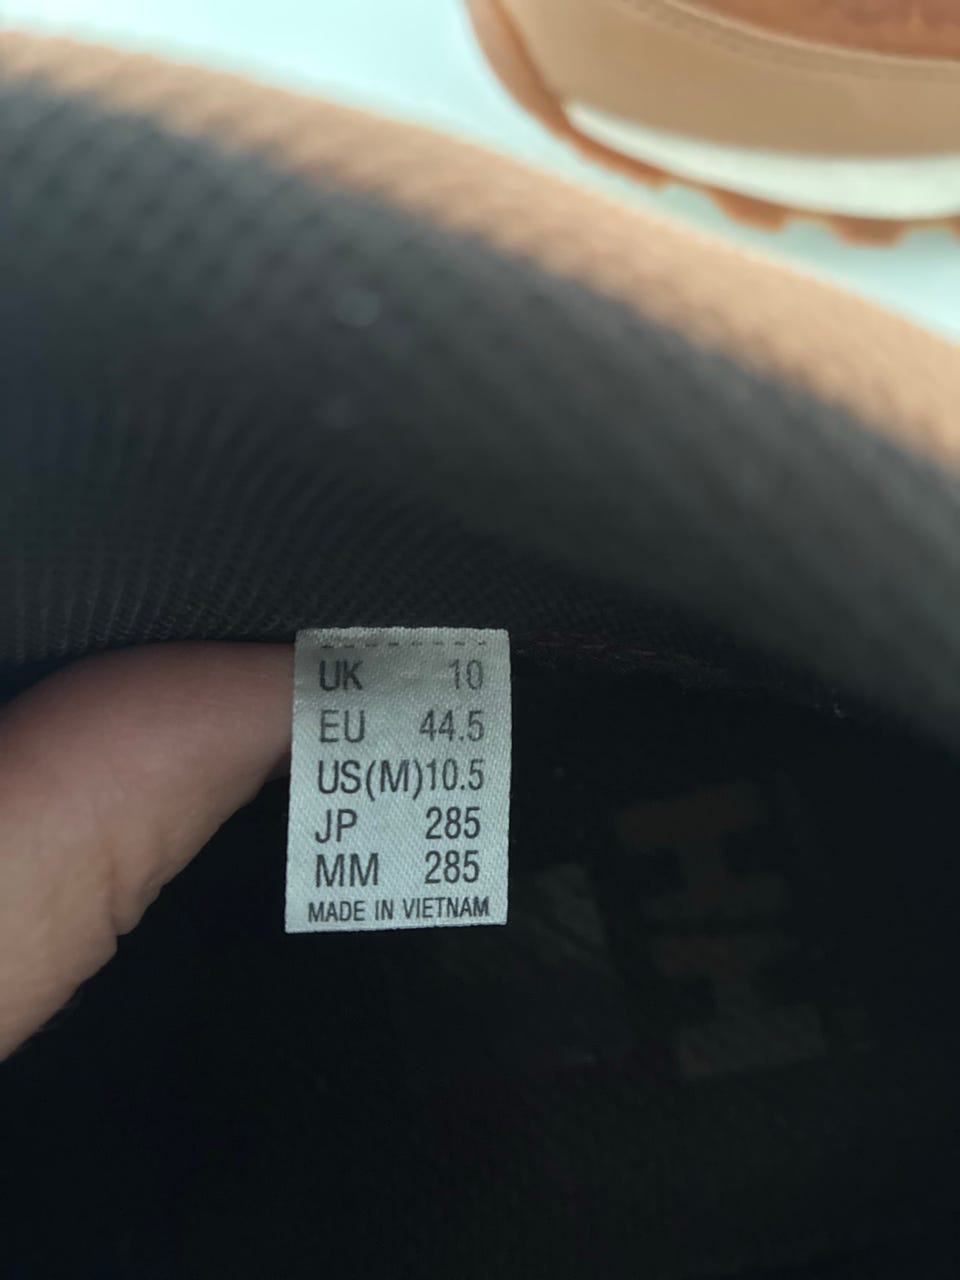 UK 10
EU 44.5
US(M)10.5
JP 285
MM 285
MADE IN VIETNAM